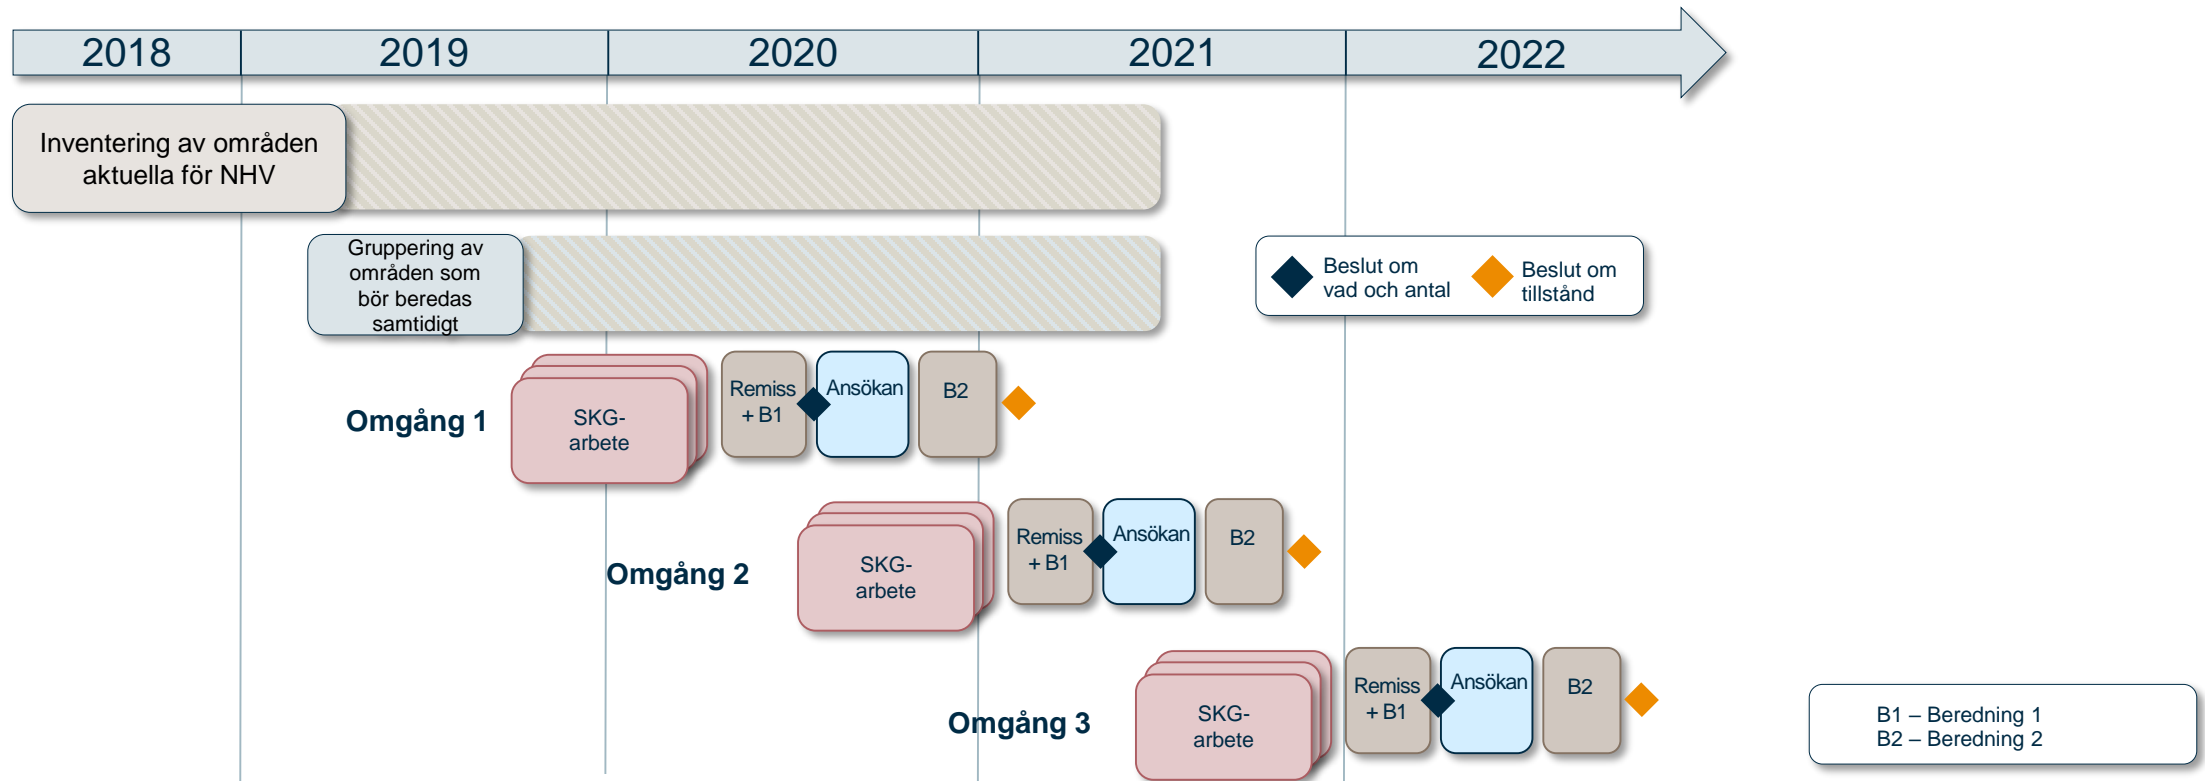 2018
2019
2020
2021
2022
Inventering av områden
aktuella för NHV
Gruppering av
områden som
bör beredas
samtidigt
Beslut om
vad och antal
Beslut om
tillstånd
Omgång 1
SKG-
arbete
Remiss
+ B1
Ansökan
B2
Omgång 2
SKG-
arbete
Remiss
+ B1
Ansökan
B2
Omgång 3
SKG-
arbete
Remiss
+ B1
Ansökan
B2
B1 – Beredning 1
B2 – Beredning 2